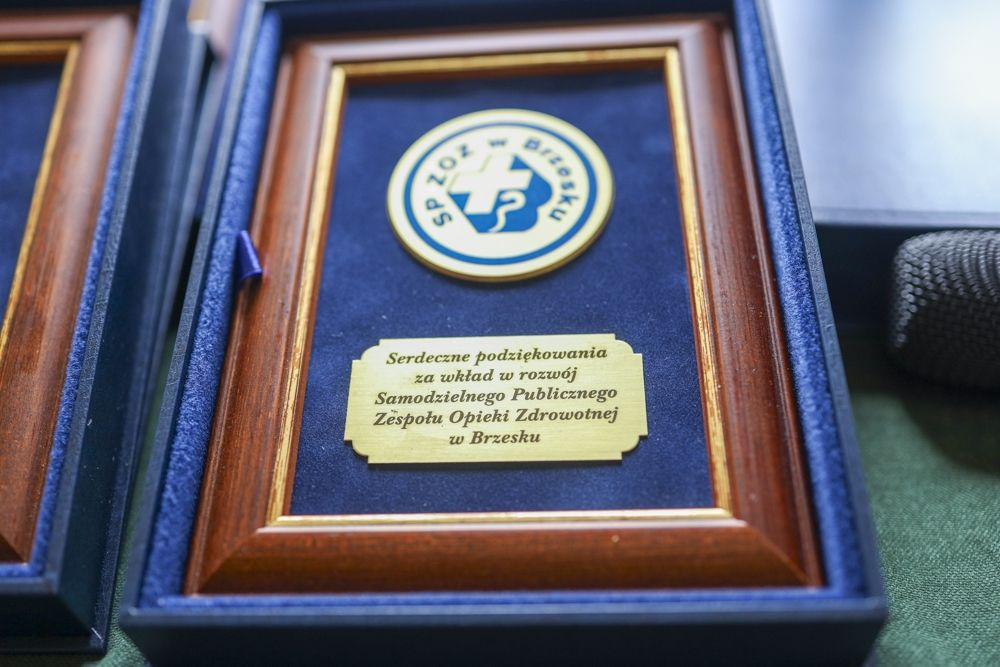 SP ZOZ w Brzesku
Serdeczne podziękowania
za wkład w rozwój
Samodzielnego Publicznego
Zespołu Opieki Zdrowotnej
w Brzesku